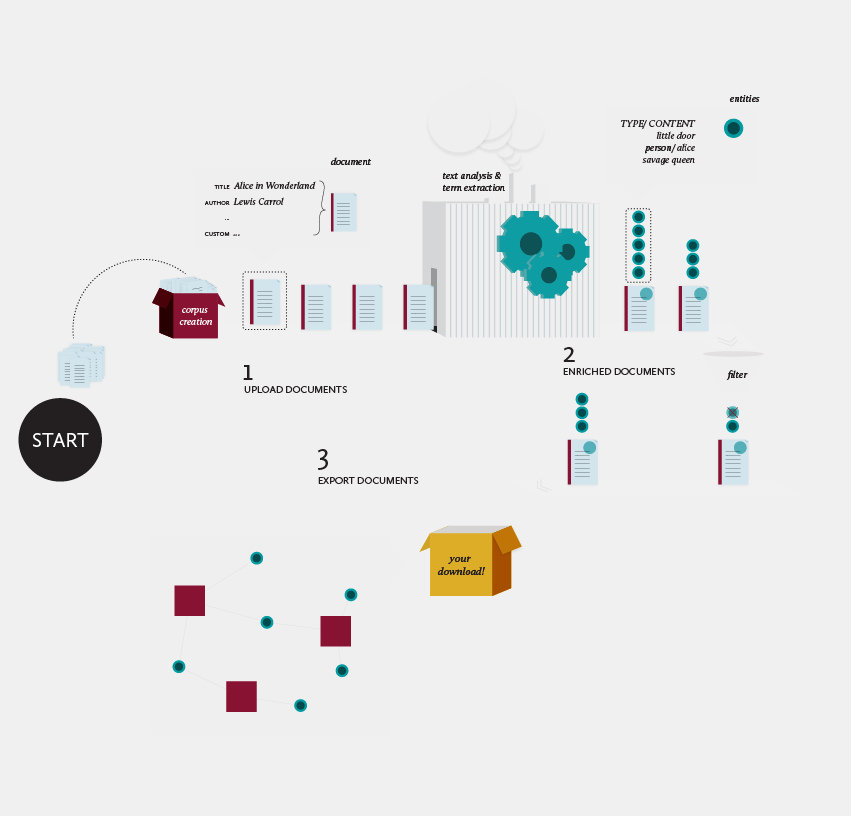 entities
TYPE/ CONTENT
little door
person/ alice
savage queen
document
TITLE Alice in Wonderland
AUTHOR Lewis Carrol
...
CUSTOM ...
text analysis &
term extraction
corpus
creation
1
UPLOAD DOCUMENTS
2
ENRICHED DOCUMENTS
filter
START
3
EXPORT DOCUMENTS
your
download!